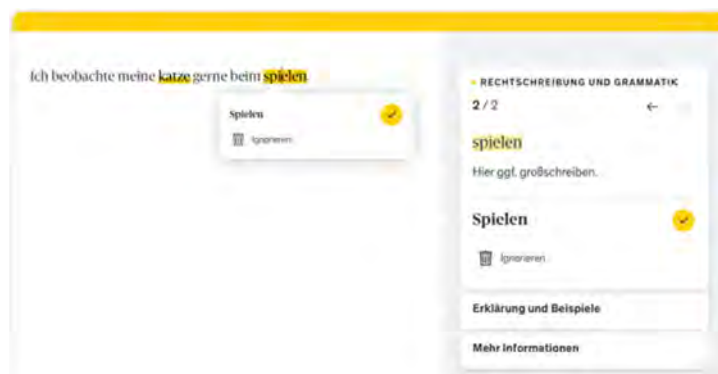 Ich beobachte meine katze gerne beim spielen
Spielen
Ignorieren
RECHTSCHREIBUNG UND GRAMMATIK
2 / 2
spielen
Hier ggf. großschreiben.
Spielen
Ignorieren
Erklärung und Beispiele
Mehr Informationen